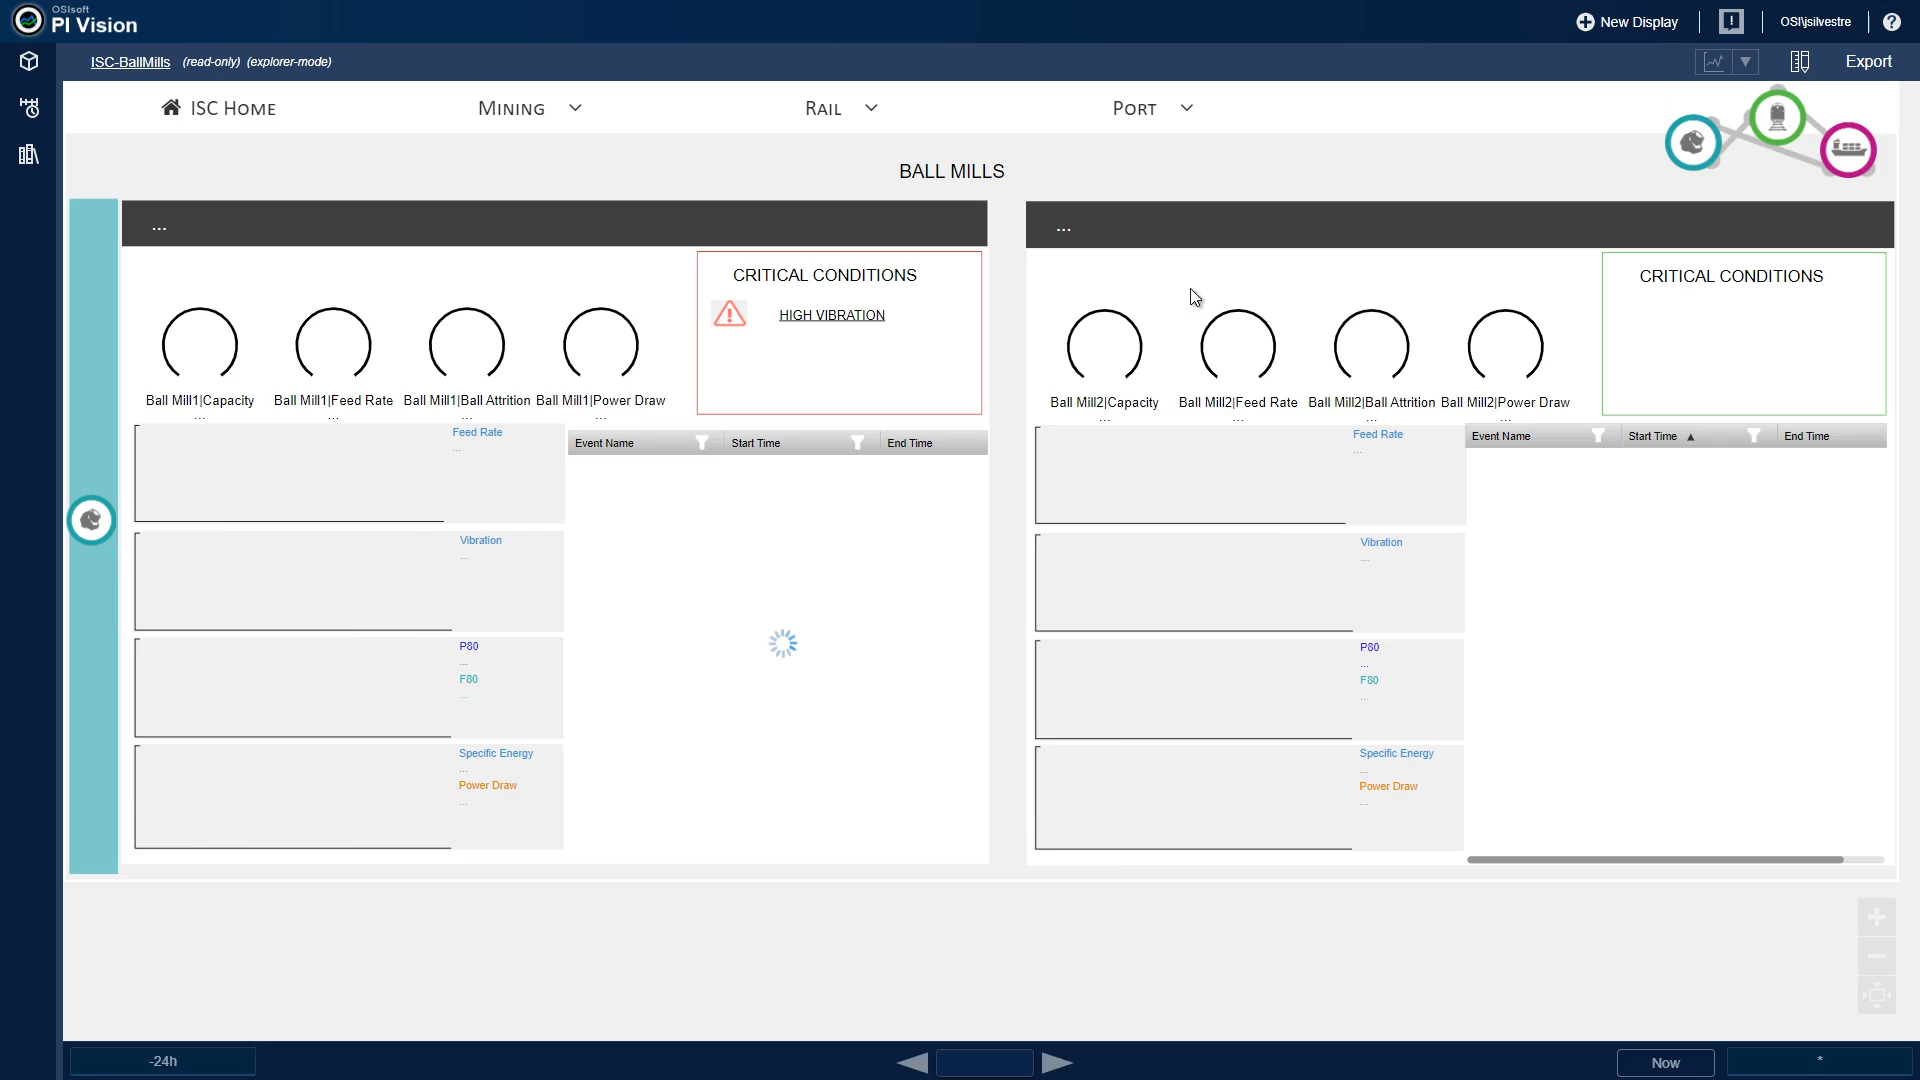 OSIsoft
PI Vision
New Display
OSI\jsilvestre
ISC-BallMills (read-only) (explorer-mode)
Export
ISC HOME
MINING
RAIL
PORT
BALL MILLS
...
CRITICAL CONDITIONS
HIGH VIBRATION
Ball Mill1|Capacity
...
Ball Mill1|Feed Rate
...
Ball Mill1|Ball Attrition
...
Ball Mill1|Power Draw
...
Feed Rate
...
Vibration
...
P80
...
F80
...
Specific Energy
...
Power Draw
...
Event Name
Start Time
End Time
...
CRITICAL CONDITIONS
Ball Mill2|Capacity
...
Ball Mill2|Feed Rate
...
Ball Mill2|Ball Attrition
...
Ball Mill2|Power Draw
...
Feed Rate
...
Vibration
...
P80
...
F80
...
Specific Energy
...
Power Draw
...
Event Name
Start Time
End Time
-24h
Now
*